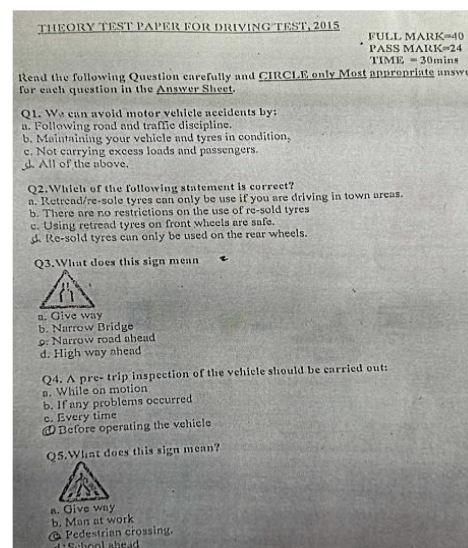 THEORY TEST PAPER FOR DRIVING TEST, 2015
FULL MARK=40
PASS MARK=24
TIME = 30mins
Read the following Question carefully and CIRCLE only Most appropriate answe
for each question in the Answer Sheet.
Q1. We can avoid motor vehicle accidents by:
a. Following road and traffic discipline.
b. Maintaining your vehicle and tyres in condition,
c. Not carrying excess loads and passengers.
d. All of the above.
Q2.Which of the following statement is correct?
a. Retread/re-sole tyres can only be use if you are driving in town areas.
b. There are no restrictions on the use of re-sold tyres
c. Using retread tyres on front wheels are safe.
d. Re-sold tyres can only be used on the rear wheels.
Q3.What does this sign mean
a. Give way
b. Narrow Bridge
c. Narrow road ahead
d. High way ahead
Q4. A pre- trip inspection of the vehicle should be carried out:
a. While on motion
b. If any problems occurred
c. Every time
d Before operating the vehicle
Q5.What does this sign mean?
a. Give way
b. Man at work
c Pedestrian crossing.
d. School ahead